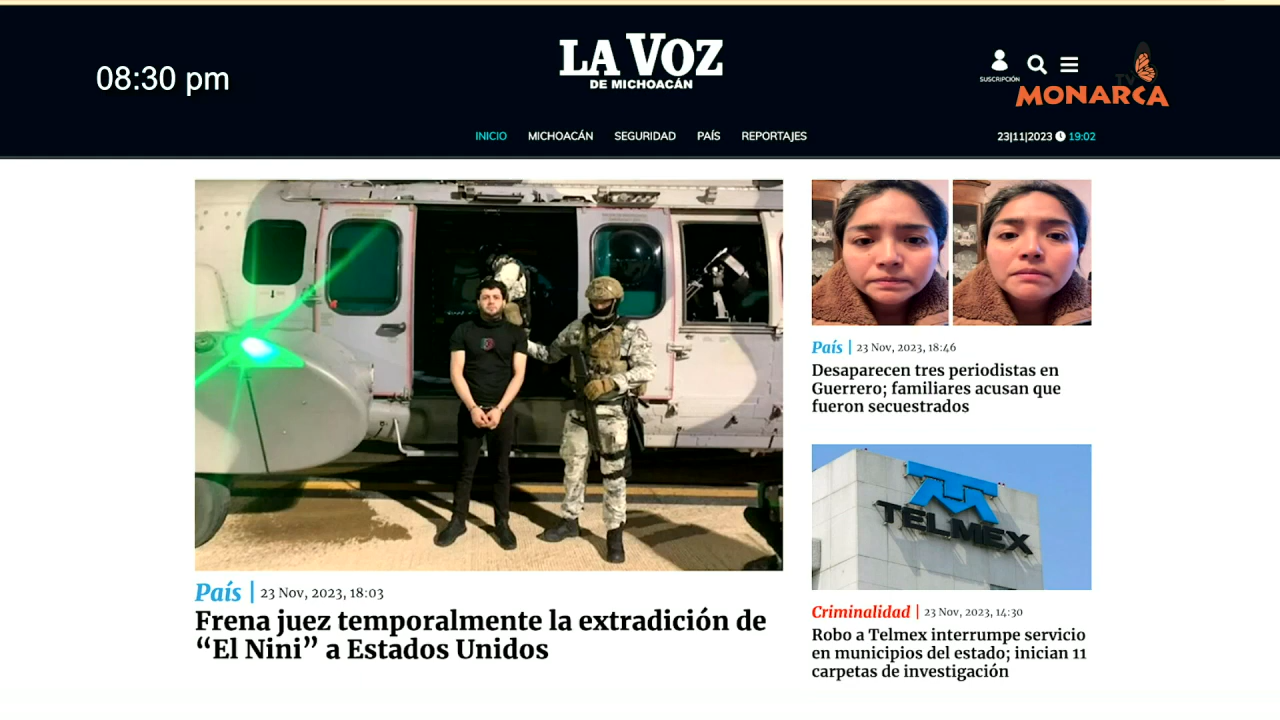 08:30 pm
LA VOZ
DE MICHOACÁN
SUSCRIPCIÓN
TV
MONARCA
INICIO MICHOACÁN SEGURIDAD PAÍS REPORTAJES
23|11|2023 19:02
País | 23 Nov, 2023, 18:03
Frena juez temporalmente la extradición de
“El Nini” a Estados Unidos
País | 23 Nov, 2023, 18:46
Desaparecen tres periodistas en
Guerrero; familiares acusan que
fueron secuestrados
TELMEX
Criminalidad | 23 Nov, 2023, 14:30
Robo a Telmex interrumpe servicio
en municipios del estado; inician 11
carpetas de investigación